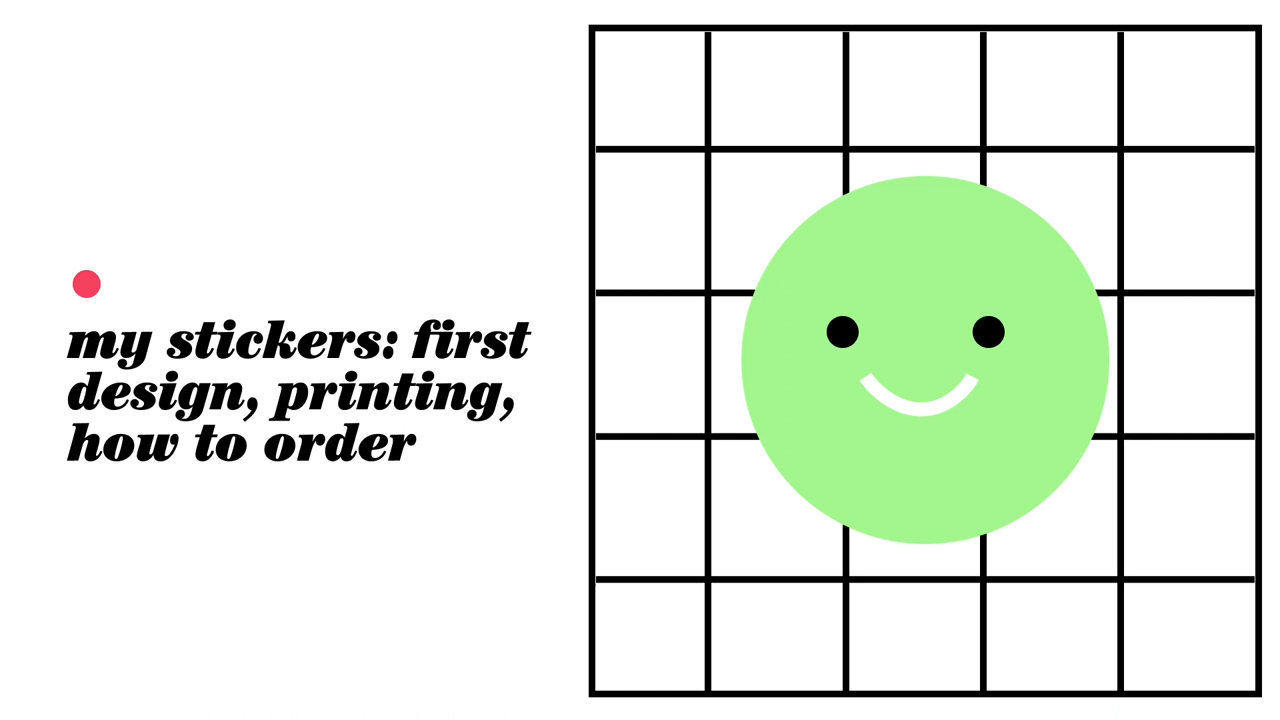 my stickers: first
design, printing,
how to order